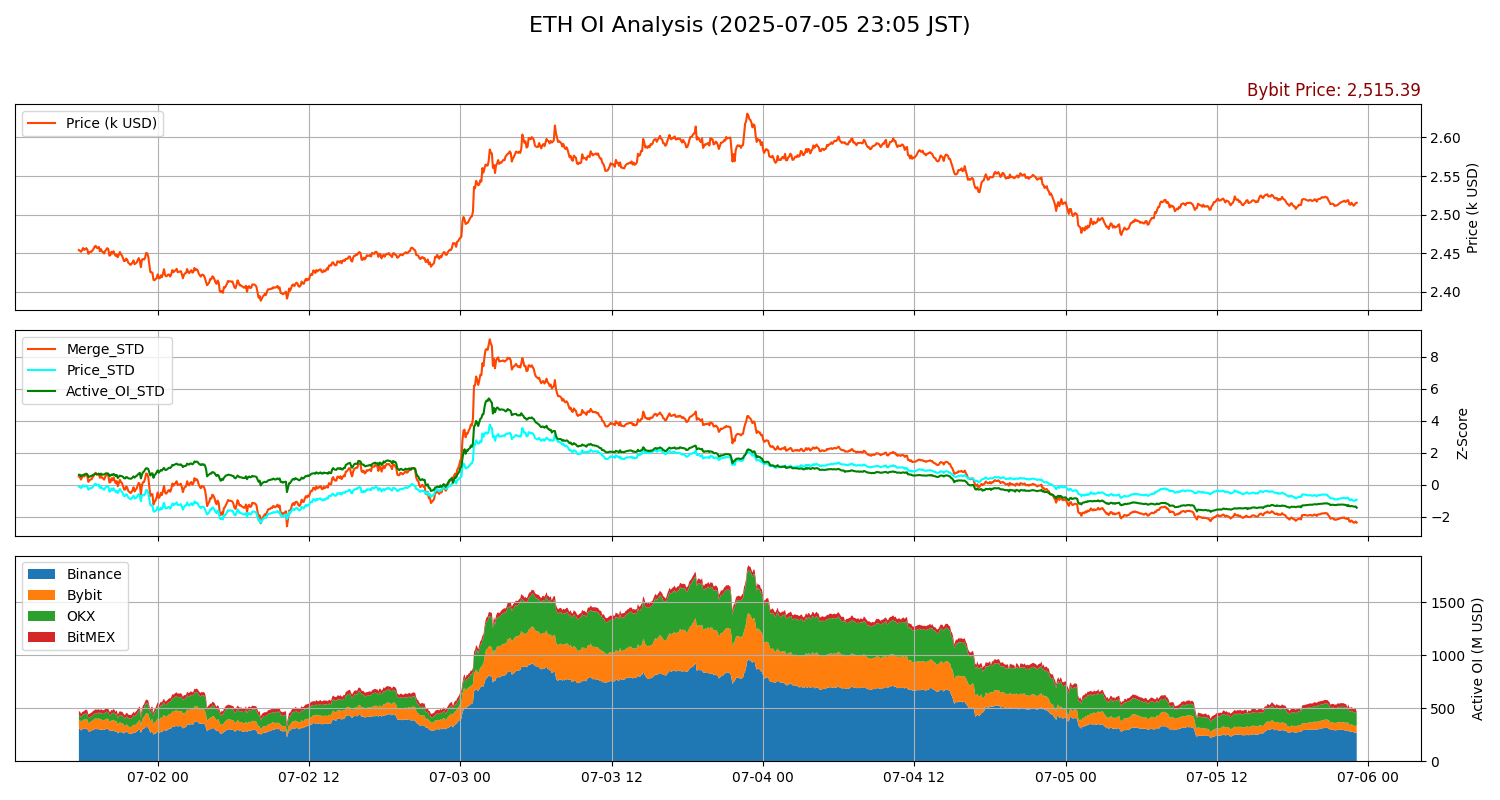 ETH OI Analysis (2025-07-05 23:05 JST)
Bybit Price: 2,515.39
Price (k USD)
2.60
2.55
2.50
2.45
2.40
Price (k USD)
Merge_STD
Price_STD
Active_OI_STD
8
6
4
2
0
−2
Z-Score
Binance
Bybit
OKX
BitMEX
1500
1000
500
0
Active OI (M USD)
07-02 00
07-02 12
07-03 00
07-03 12
07-04 00
07-04 12
07-05 00
07-05 12
07-06 00